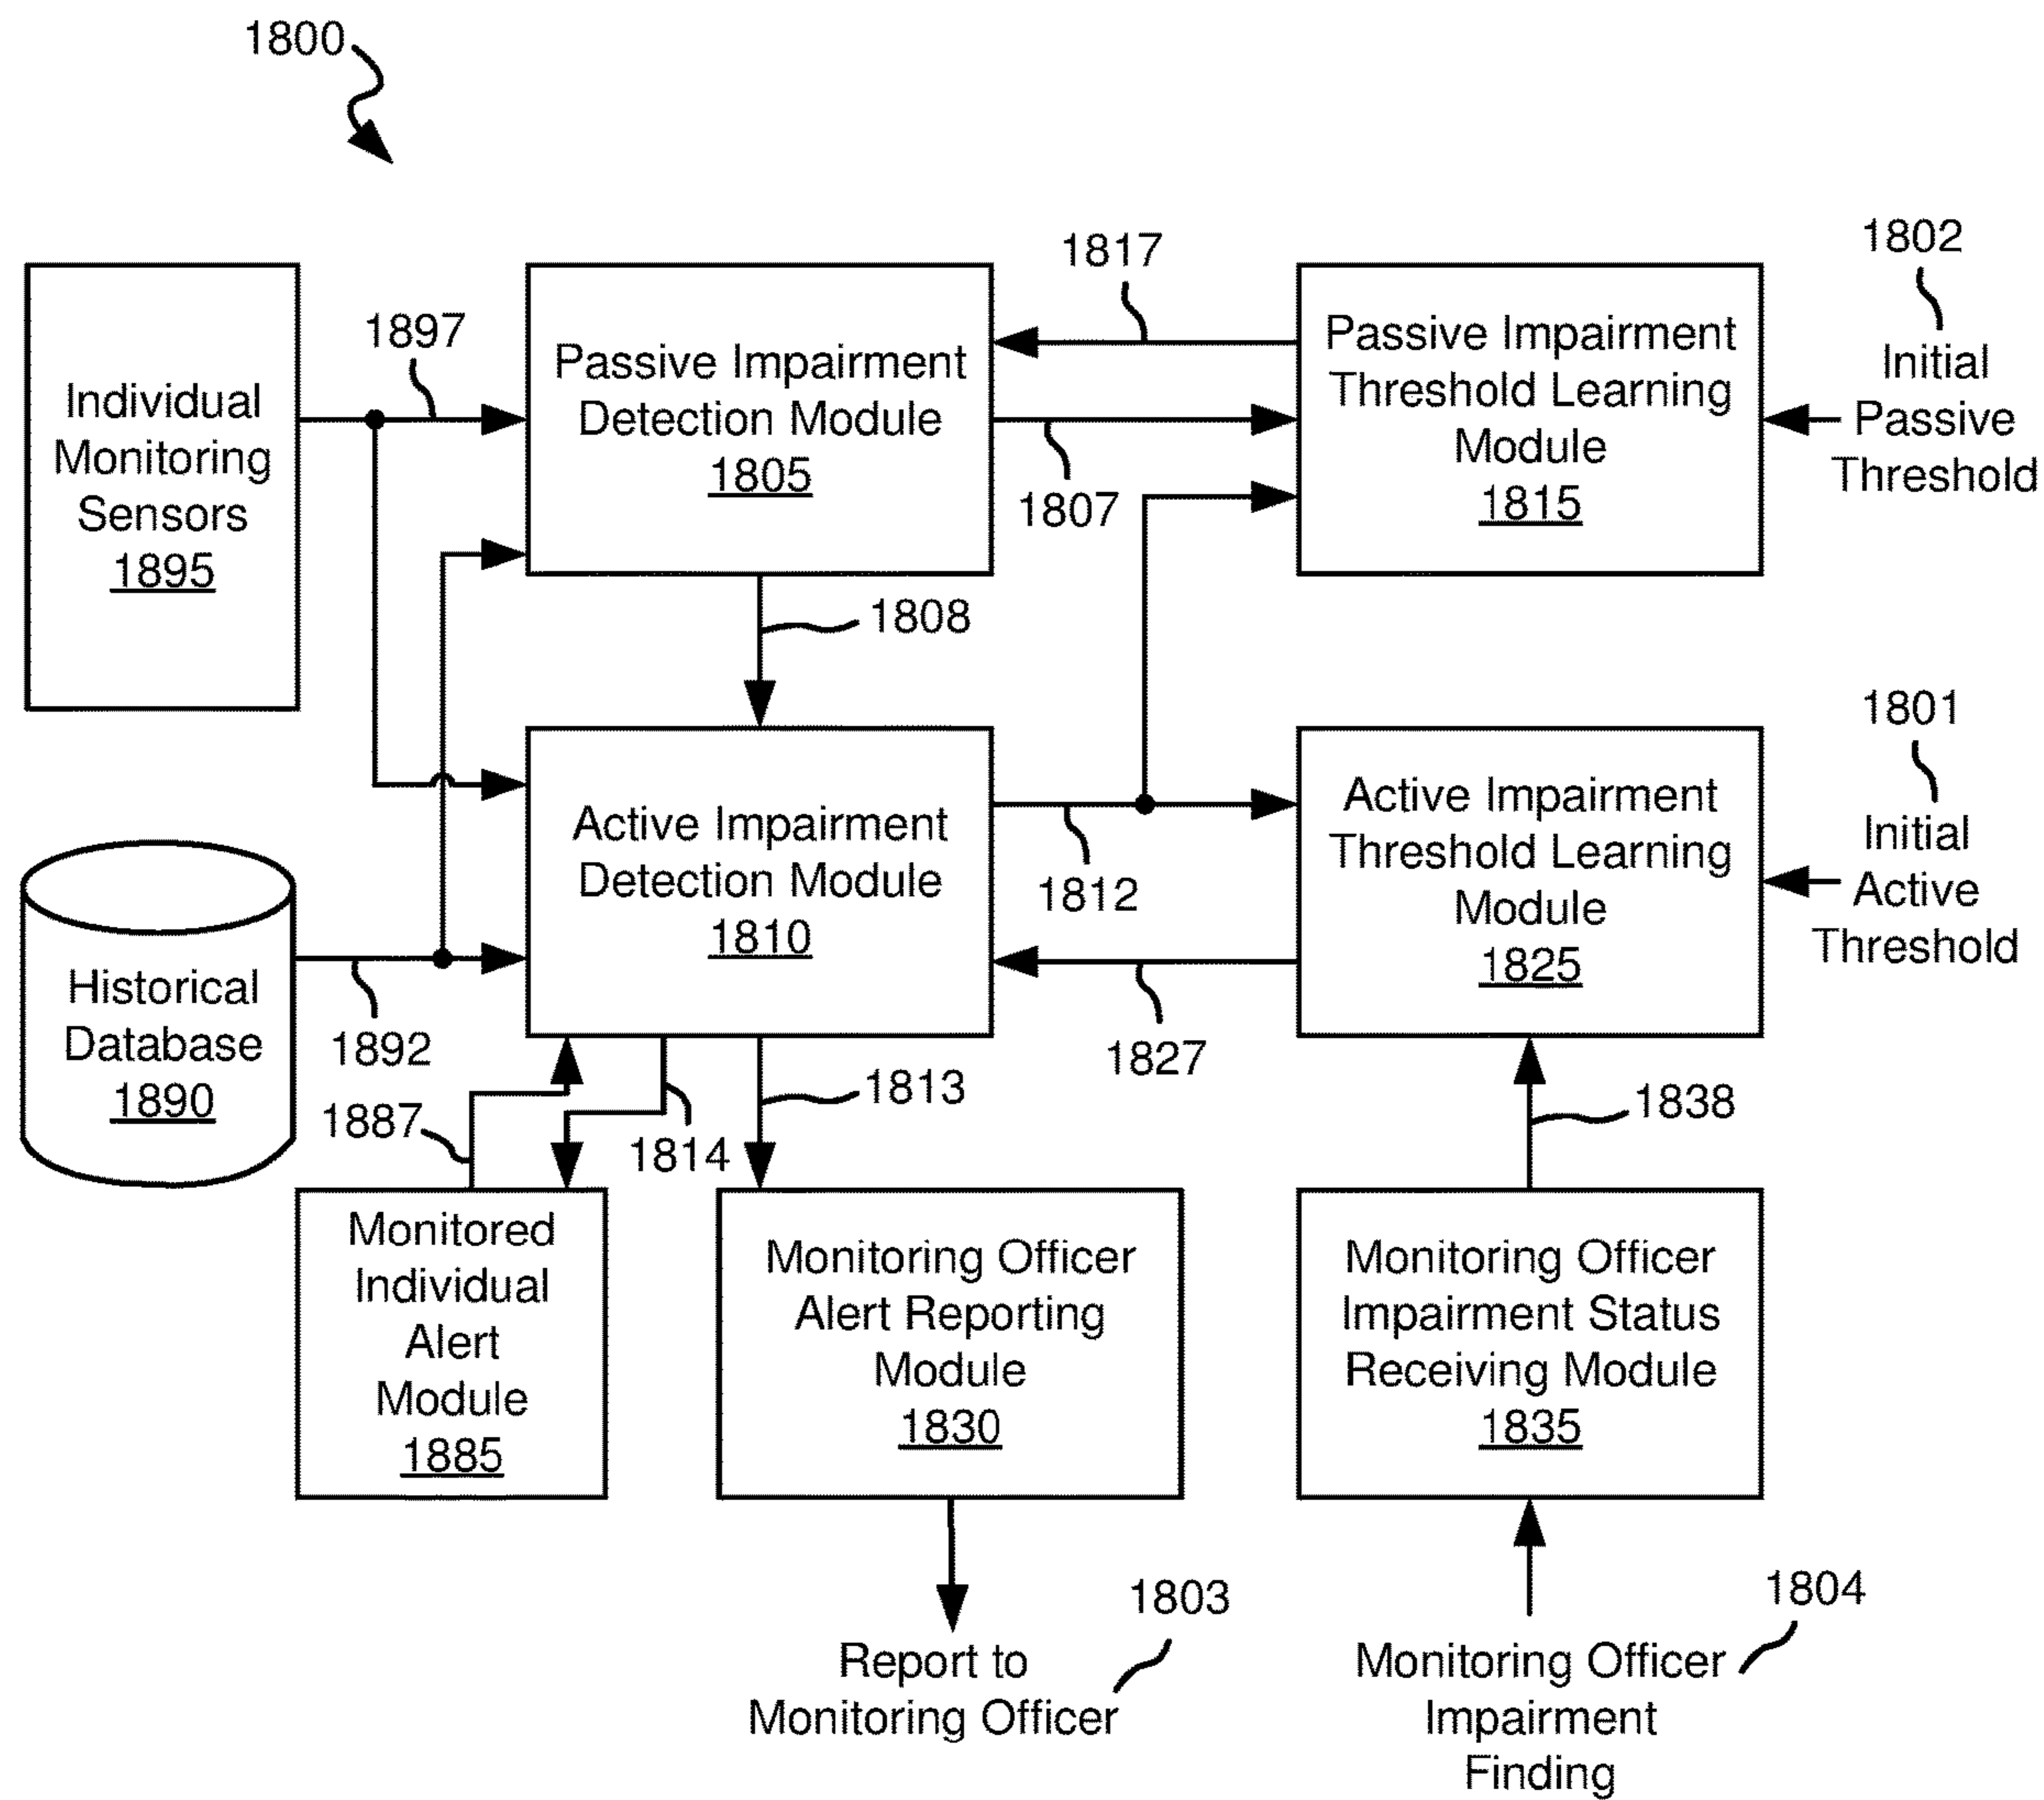 1800
1802
Initial
Passive
Threshold
1817
1897
Individual
Monitoring
Sensors
1895
Passive Impairment
Detection Module
1805
1807
Passive Impairment
Threshold Learning
Module
1815
1808
1801
Initial
Active
Threshold
Active Impairment
Detection Module
1810
1812
Active Impairment
Threshold Learning
Module
1825
Historical
Database
1890
1892
1827
1887
1814
1813
1838
Monitored
Individual
Alert
Module
1885
Monitoring Officer
Alert Reporting
Module
1830
Monitoring Officer
Impairment Status
Receiving Module
1835
1803
Report to
Monitoring Officer
1804
Monitoring Officer
Impairment
Finding